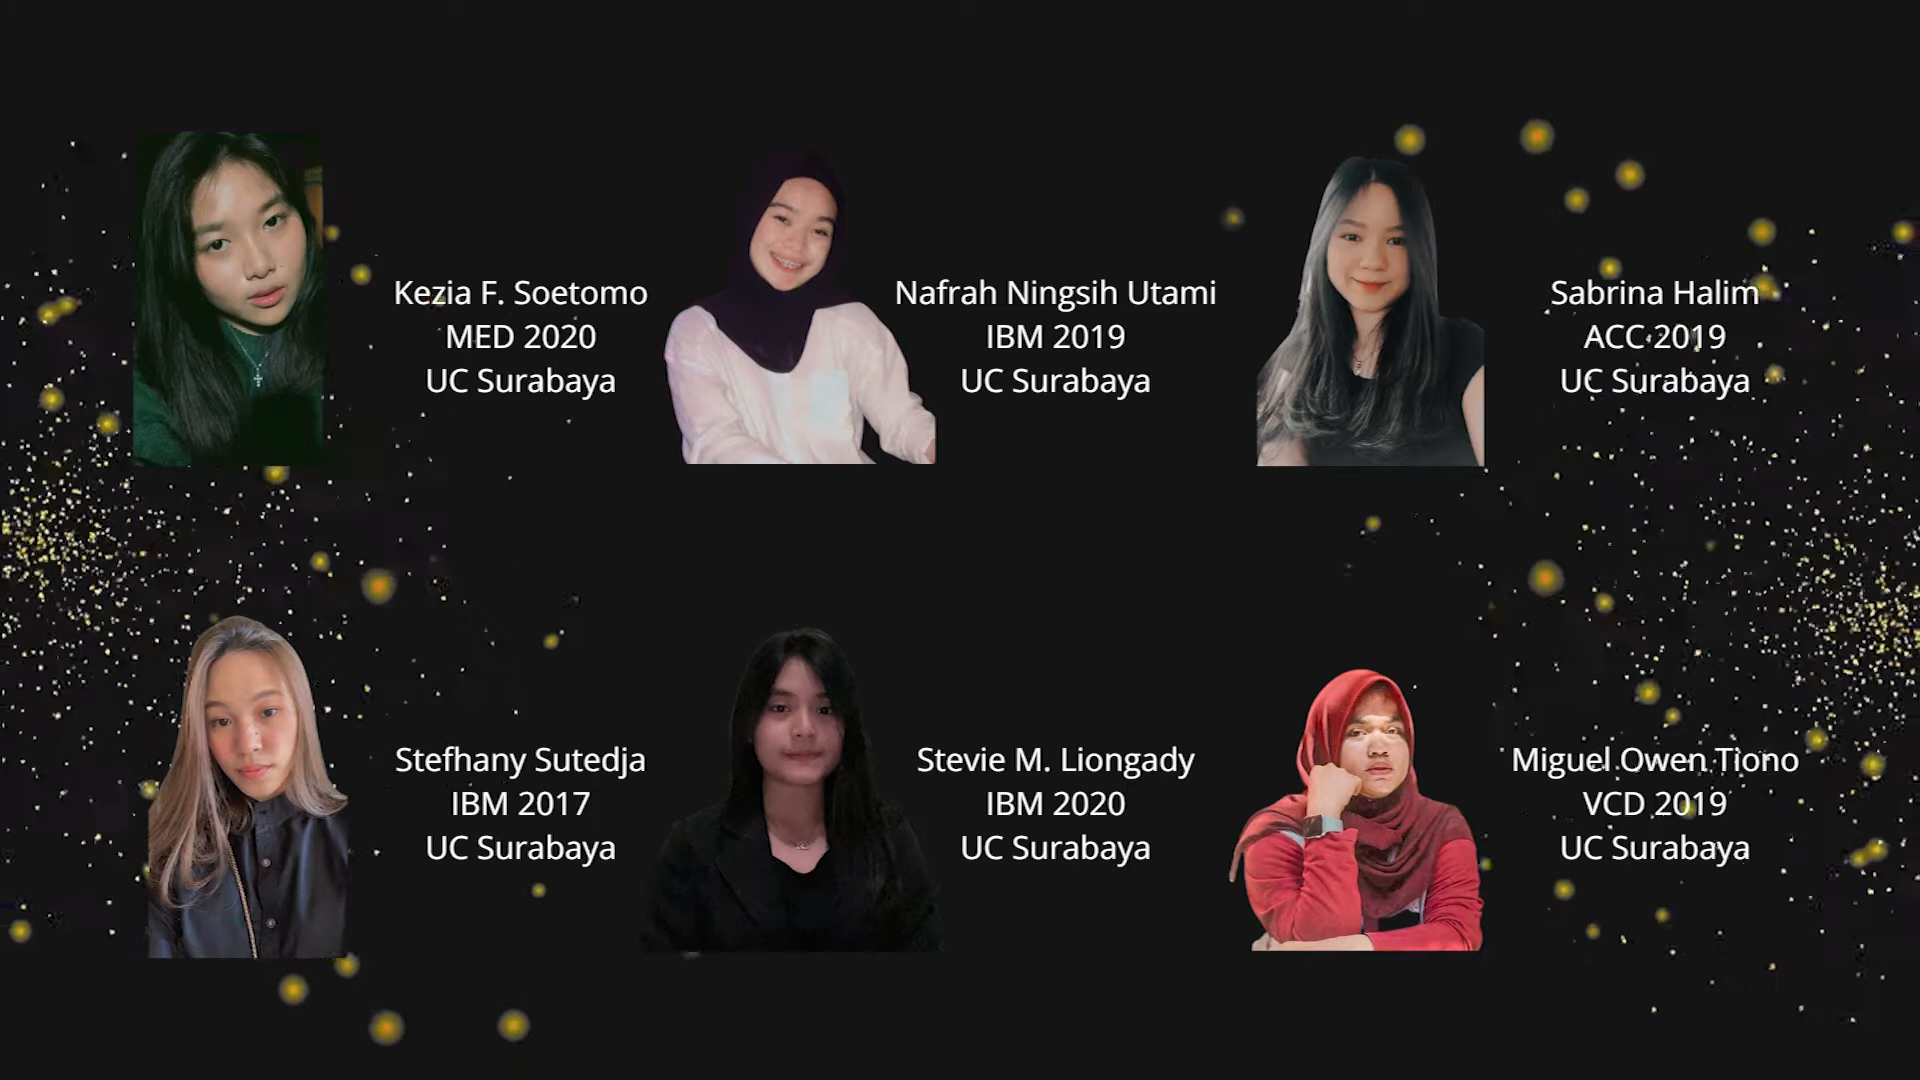 Kezia F. Soetomo
MED 2020
UC Surabaya
Nafrah Ningsih Utami
IBM 2019
UC Surabaya
Sabrina Halim
ACC 2019
UC Surabaya
Stefhany Sutedja
IBM 2017
UC Surabaya
Stevie M. Liongady
IBM 2020
UC Surabaya
Miguel Owen Tiono
VCD 2019
UC Surabaya